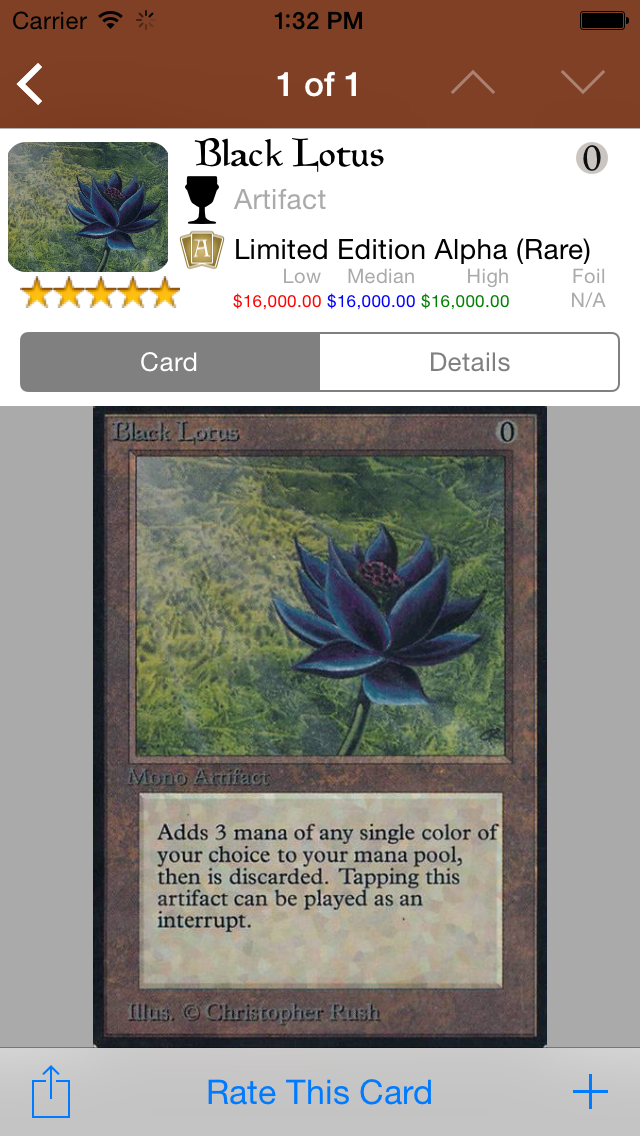 Carrier 1:32 PM
1 of 1
Black Lotus 0
Artifact
A Limited Edition Alpha (Rare)
Low Median High Foil
$16,000.00 $16,000.00 $16,000.00 N/A
Card Details
Black Lotus 0
Mono Artifact
Adds 3 mana of any single color of
your choice to your mana pool,
then is discarded. Tapping this
artifact can be played as an
interrupt.
Illus. © Christopher Rush
Rate This Card